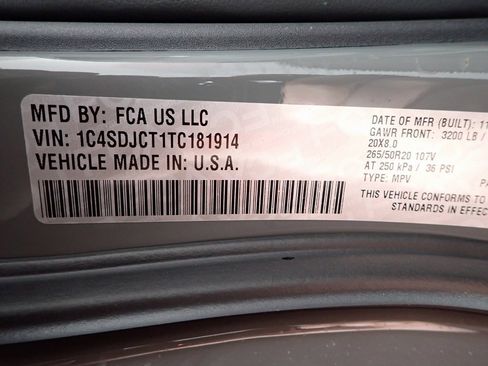 MFD BY: FCA US LLC
VIN: 1C4SDJCT1TC181914
VEHICLE MADE IN: U.S.A.
DATE OF MFR (BUILT): 11
GAWR FRONT: 3200 LB /
20X8.0
265/50R20 107V
AT 250 kPa / 36 PSI
TYPE: MPV
THIS VEHICLE CONFORMS TO
STANDARDS IN EFFEC